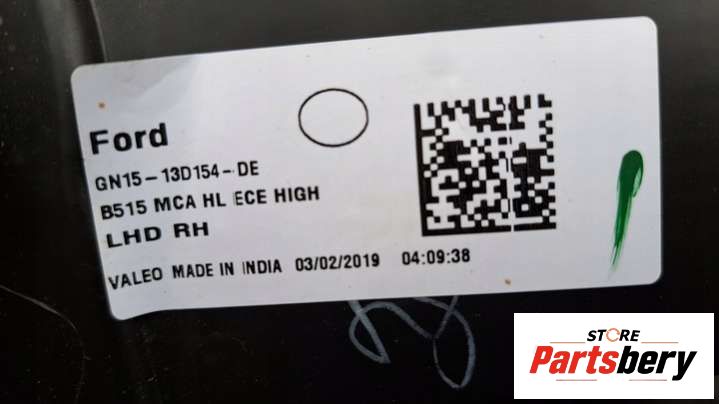 Ford
GN15-13D154-DE
B515 MCA HL ECE HIGH
LHD RH
VALEO MADE IN INDIA 03/02/2019 04:09:38
STORE
Partsbery